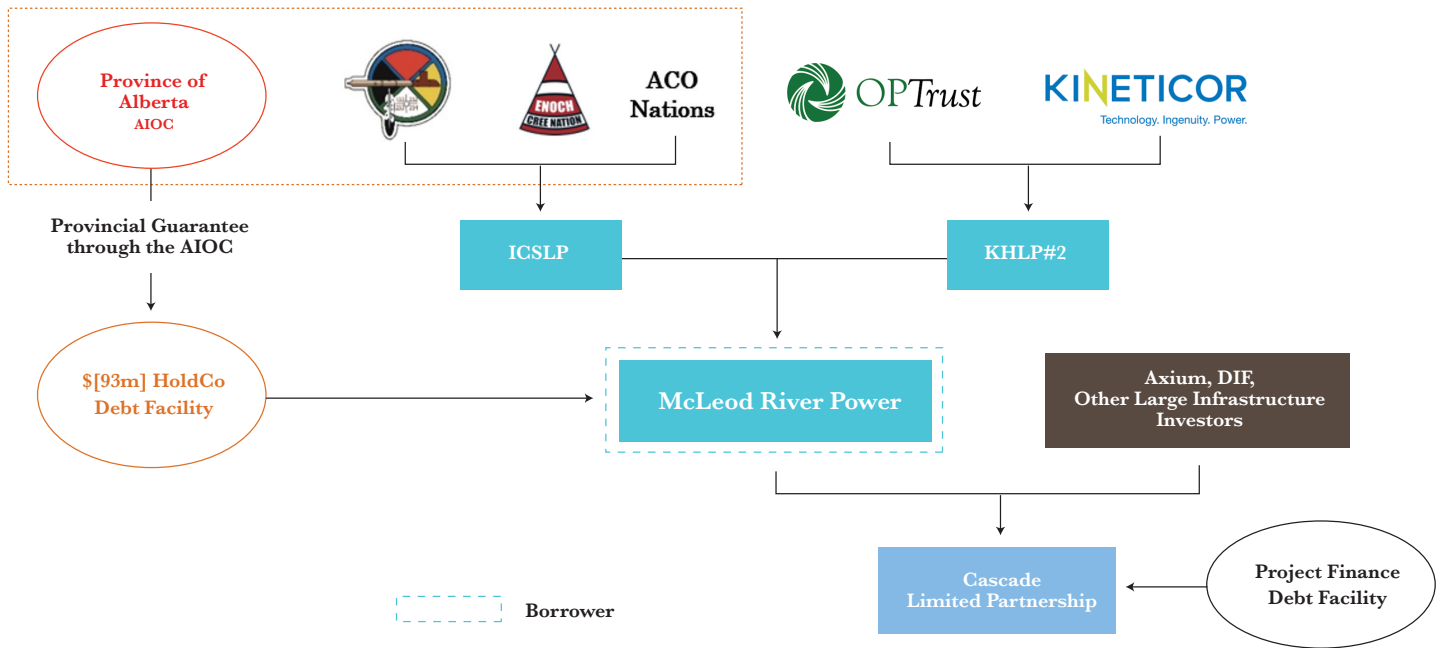 Province of
Alberta
AIOC
ENOCH
CREE NATION
ACO
Nations
OPTrust
KINETICOR
Technology. Ingenuity. Power.
Provincial Guarantee
through the AIOC
ICSLP
KHLP#2
$[93m] HoldCo
Debt Facility
McLeod River Power
Axium, DIF,
Other Large Infrastructure
Investors
Cascade
Limited Partnership
Project Finance
Debt Facility
Borrower